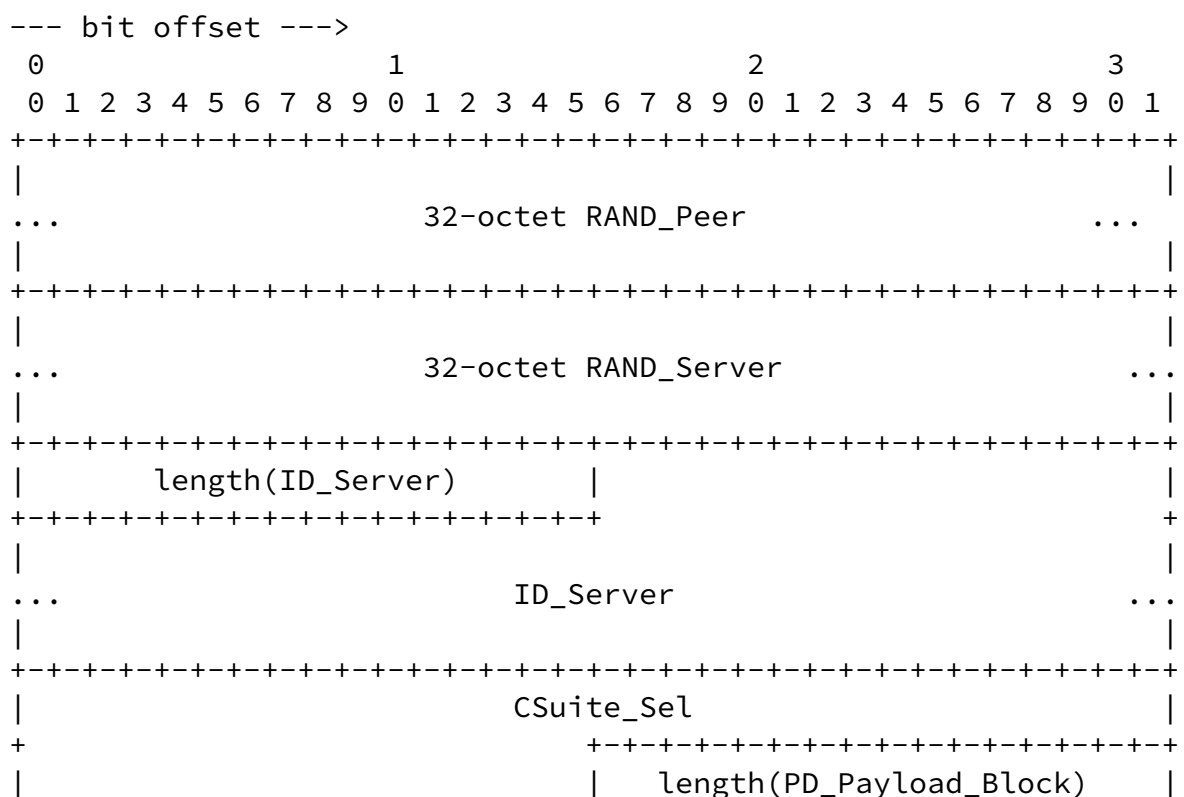 --- bit offset --->
 0                   1                   2                   3
 0 1 2 3 4 5 6 7 8 9 0 1 2 3 4 5 6 7 8 9 0 1 2 3 4 5 6 7 8 9 0 1
+-+-+-+-+-+-+-+-+-+-+-+-+-+-+-+-+-+-+-+-+-+-+-+-+-+-+-+-+-+-+-+-+
|                                                               |
...                    32-octet RAND_Peer                   ...
|                                                               |
+-+-+-+-+-+-+-+-+-+-+-+-+-+-+-+-+-+-+-+-+-+-+-+-+-+-+-+-+-+-+-+-+
|                                                               |
...                    32-octet RAND_Server                   ...
|                                                               |
+-+-+-+-+-+-+-+-+-+-+-+-+-+-+-+-+-+-+-+-+-+-+-+-+-+-+-+-+-+-+-+-+
|       length(ID_Server)       |                               |
+-+-+-+-+-+-+-+-+-+-+-+-+-+-+-+-+                               +
|                                                               |
...                         ID_Server                         ...
|                                                               |
+-+-+-+-+-+-+-+-+-+-+-+-+-+-+-+-+-+-+-+-+-+-+-+-+-+-+-+-+-+-+-+-+
|                           CSuite_Sel                          |
+                               +-+-+-+-+-+-+-+-+-+-+-+-+-+-+-+-+
|                               |   length(PD_Payload_Block)    |